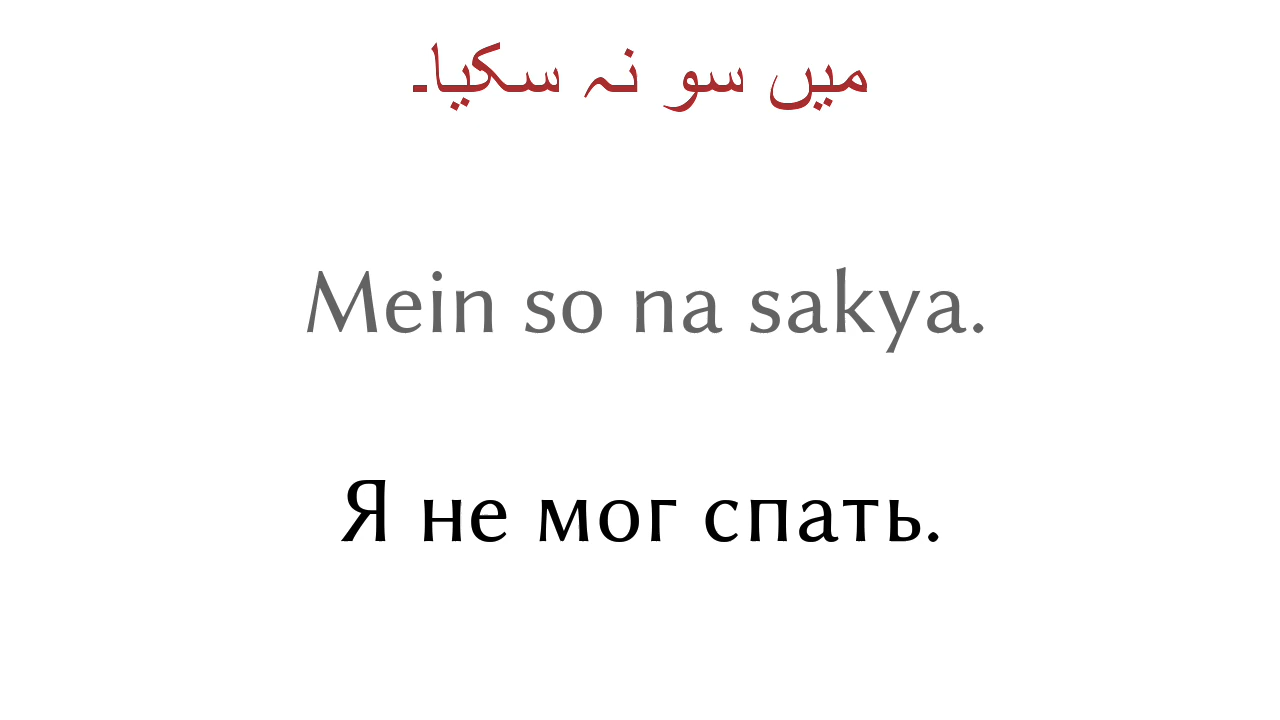 میں سو نہ سکیا۔
Mein so na sakya.
Я не мог спать.